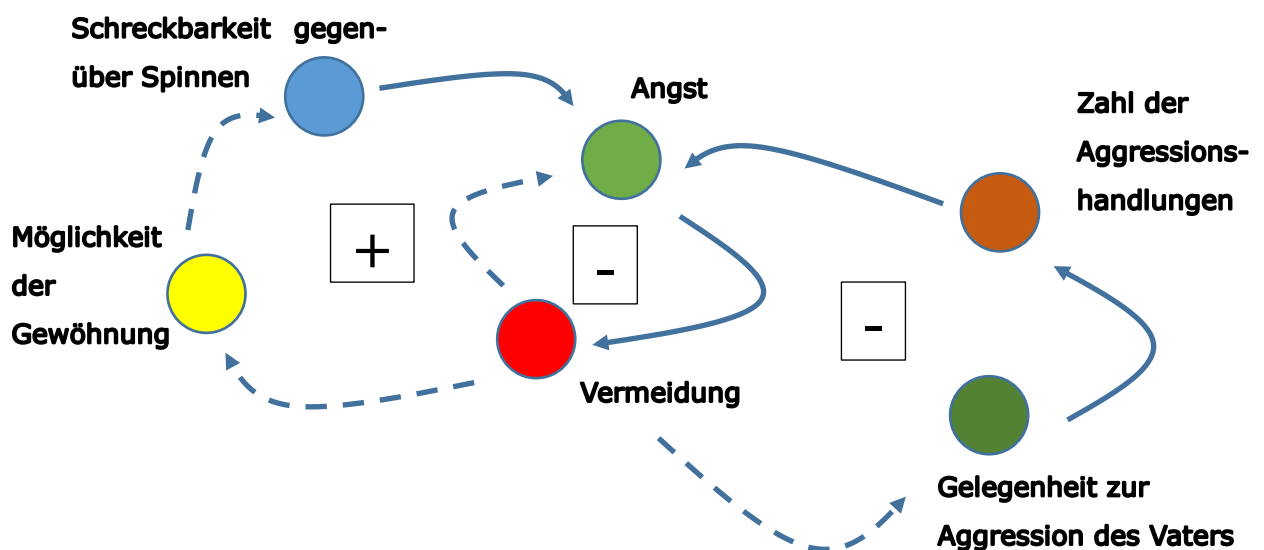 Schreckbarkeit gegen-
über Spinnen
Angst
Zahl der
Aggressions-
handlungen
Möglichkeit
der
Gewöhnung
+
-
-
Vermeidung
Gelegenheit zur
Aggression des Vaters